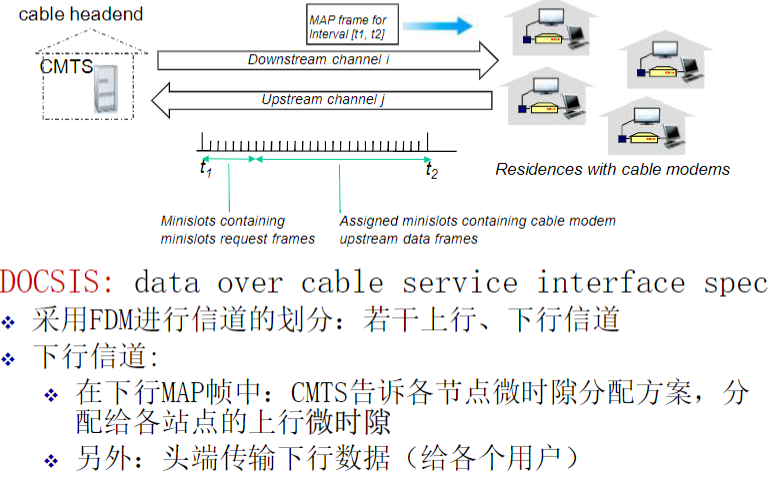 cable headend
MAP frame for
Interval [t1, t2]
CMTS
Downstream channel i
Upstream channel j
t1
t2
Residences with cable modems
Minislots containing
minislots request frames
Assigned minislots containing cable modem
upstream data frames
DOCSIS: data over cable service interface spec
采用FDM进行信道的划分：若干上行、下行信道
下行信道:
在下行MAP帧中：CMTS告诉各节点微时隙分配方案，分
配给各站点的上行微时隙
另外：头端传输下行数据（给各个用户）